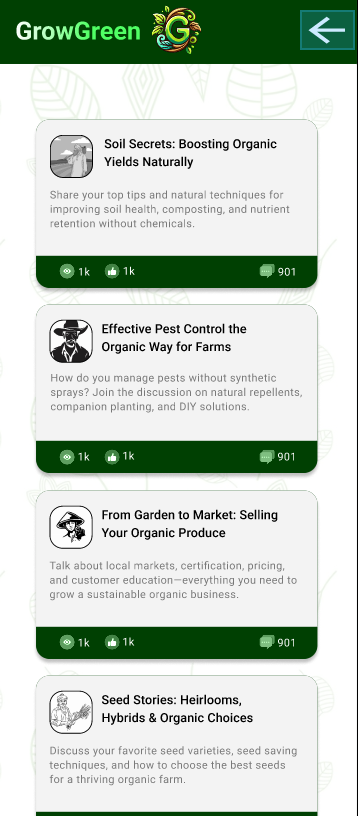 GrowGreen G
Soil Secrets: Boosting Organic
Yields Naturally
Share your top tips and natural techniques for
improving soil health, composting, and nutrient
retention without chemicals.
1k 1k 901
Effective Pest Control the
Organic Way for Farms
How do you manage pests without synthetic
sprays? Join the discussion on natural repellents,
companion planting, and DIY solutions.
1k 1k 901
From Garden to Market: Selling
Your Organic Produce
Talk about local markets, certification, pricing,
and customer education—everything you need to
grow a sustainable organic business.
1k 1k 901
Seed Stories: Heirlooms,
Hybrids & Organic Choices
Discuss your favorite seed varieties, seed saving
techniques, and how to choose the best seeds
for a thriving organic farm.